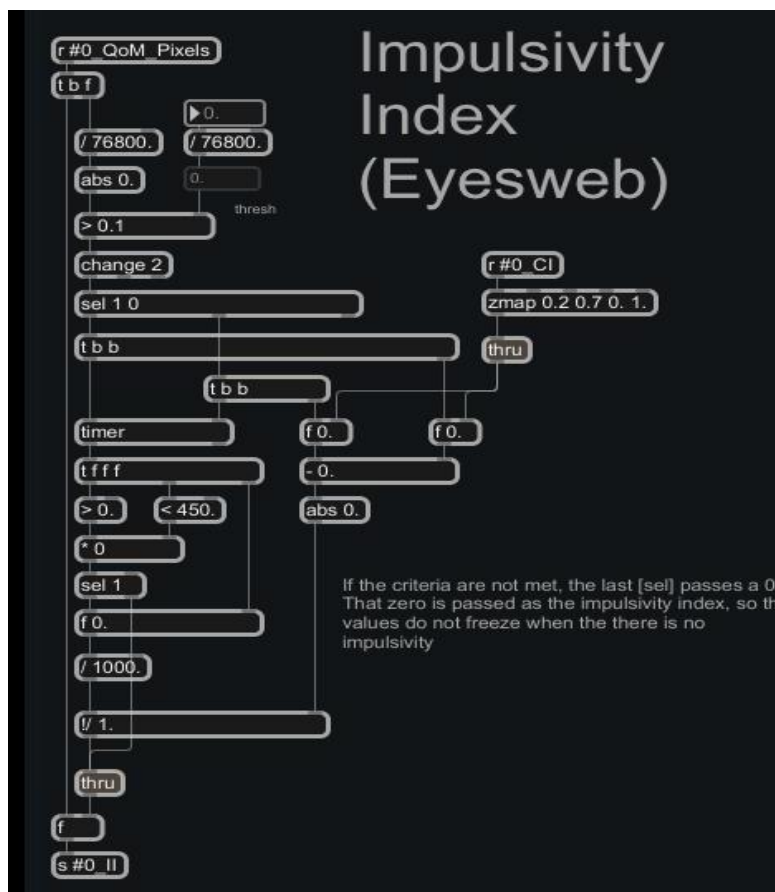 Impulsivity
Index
(Eyesweb)
r #0_QoM_Pixels
t b f
0.
/ 76800.
/ 76800.
abs 0.
0.
thresh
> 0.1
change 2
r #0_CI
sel 1 0
zmap 0.2 0.7 0. 1.
t b b
thru
t b b
timer
f 0.
f 0.
t f f f
- 0.
> 0.
< 450.
abs 0.
* 0
sel 1
If the criteria are not met, the last [sel] passes a 0
That zero is passed as the impulsivity index, so th
values do not freeze when the there is no
impulsivity
f 0.
/ 1000.
!/ 1.
thru
f
s #0_II